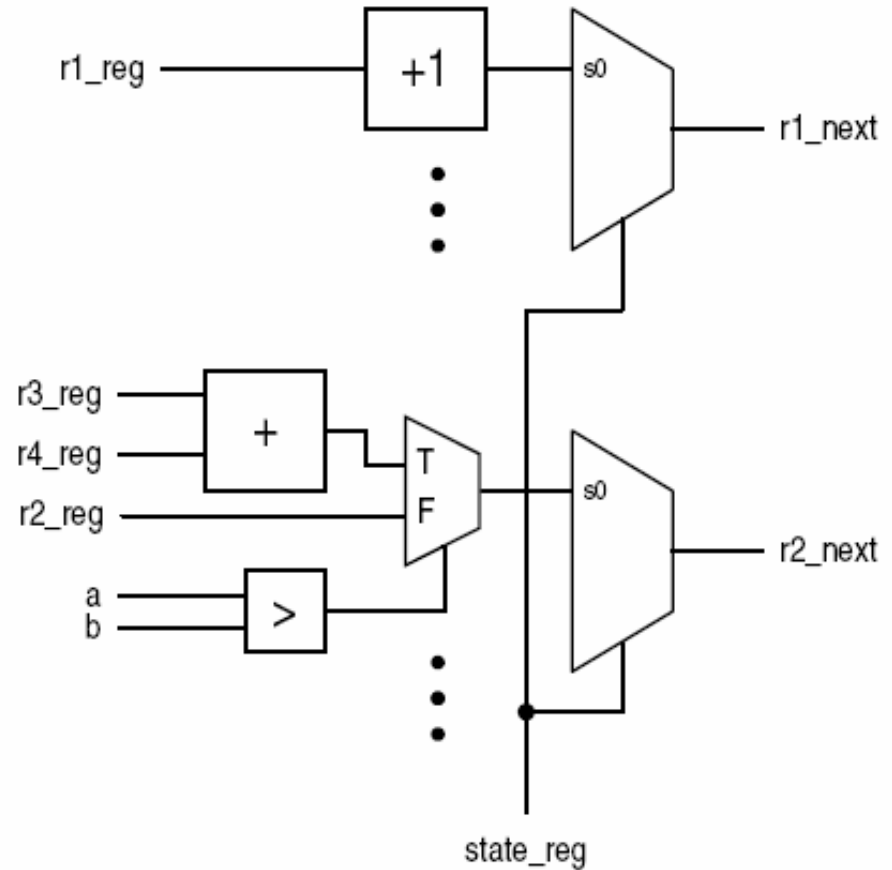 r1_reg
+1
s0
r1_next
r3_reg
r4_reg
+
T
r2_reg
F
s0
r2_next
a
b
>
state_reg